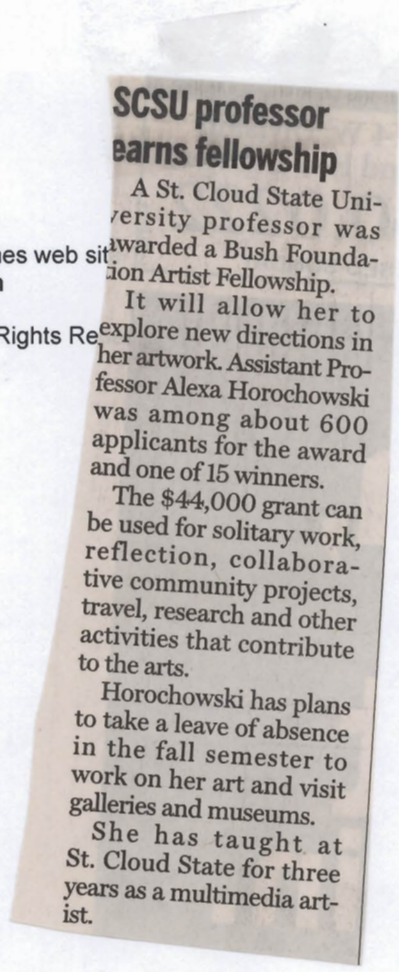 SCSU professor
earns fellowship
A St. Cloud State Uni-
versity professor was
awarded a Bush Founda-
tion Artist Fellowship.
It will allow her to
explore new directions in
her artwork. Assistant Pro-
fessor Alexa Horochowski
was among about 600
applicants for the award
and one of 15 winners.
The $44,000 grant can
be used for solitary work,
reflection, collabora-
tive community projects,
travel, research and other
activities that contribute
to the arts.
Horochowski has plans
to take a leave of absence
in the fall semester to
work on her art and visit
galleries and museums.
She has taught at
St. Cloud State for three
years as a multimedia art-
ist.
es web sit
Rights Re